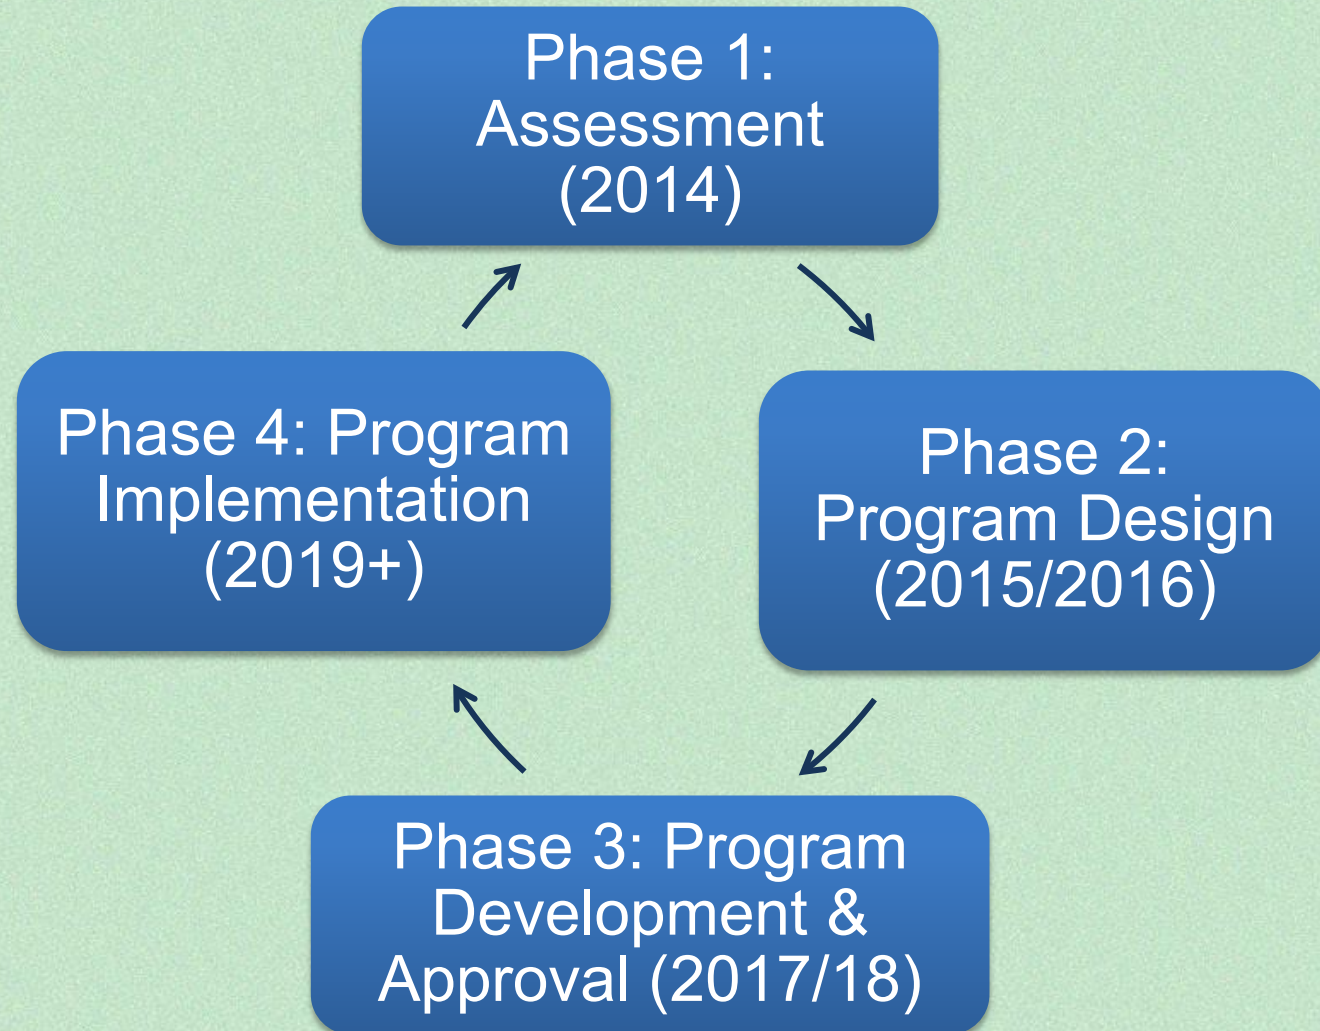 Phase 1:
Assessment
(2014)
Phase 2:
Program Design
(2015/2016)
Phase 3: Program
Development &
Approval (2017/18)
Phase 4: Program
Implementation
(2019+)